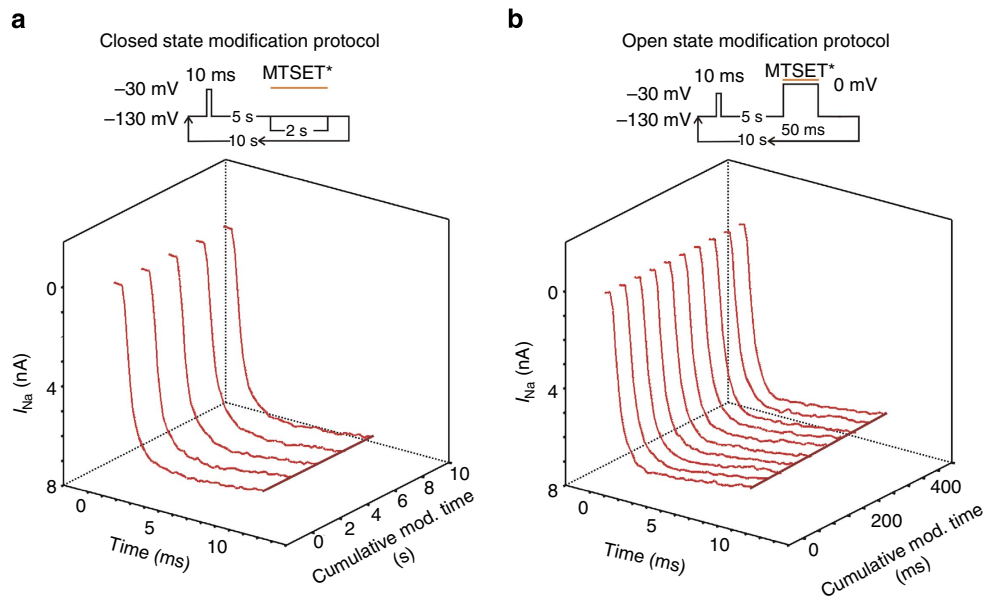 a
Closed state modification protocol
10 ms
MTSET*
–30 mV
–130 mV
5 s
2 s
10 s
0
4
8
I_Na (nA)
0
5
10
Time (ms)
0
2
4
6
8
10
Cumulative mod. time
(s)
b
Open state modification protocol
10 ms
MTSET*
0 mV
–30 mV
–130 mV
5 s
50 ms
10 s
0
4
8
I_Na (nA)
0
5
10
Time (ms)
0
200
400
Cumulative mod. time
(ms)